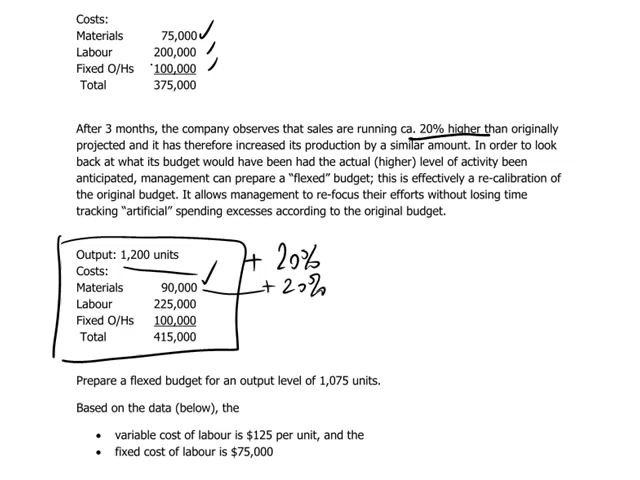 Costs:
Materials 75,000
Labour 200,000
Fixed O/Hs 100,000
Total 375,000
After 3 months, the company observes that sales are running ca. 20% higher than originally
projected and it has therefore increased its production by a similar amount. In order to look
back at what its budget would have been had the actual (higher) level of activity been
anticipated, management can prepare a “flexed” budget; this is effectively a re-calibration of
the original budget. It allows management to re-focus their efforts without losing time
tracking “artificial” spending excesses according to the original budget.
Output: 1,200 units + 20%
Costs:
Materials 90,000 + 20%
Labour 225,000
Fixed O/Hs 100,000
Total 415,000
Prepare a flexed budget for an output level of 1,075 units.
Based on the data (below), the
• variable cost of labour is $125 per unit, and the
• fixed cost of labour is $75,000